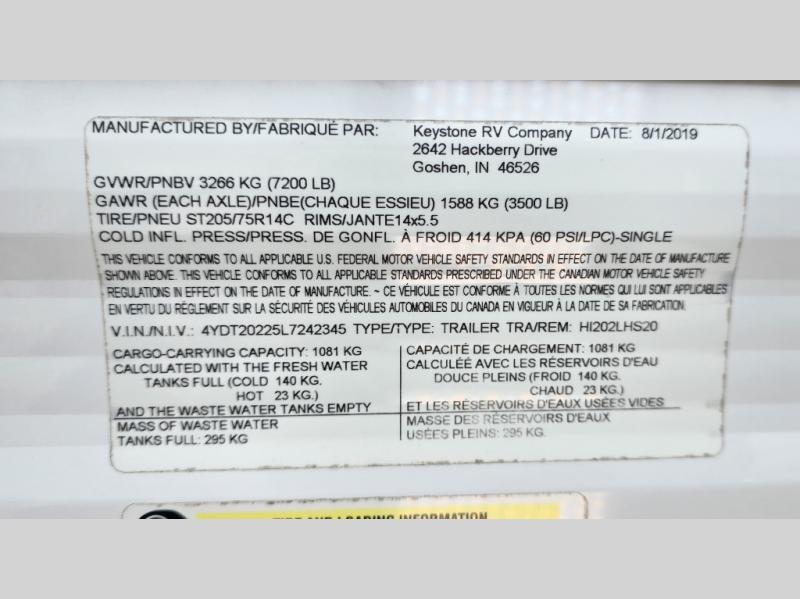 MANUFACTURED BY/FABRIQUÉ PAR: Keystone RV Company DATE: 8/1/2019
2642 Hackberry Drive
Goshen, IN 46526
GVWR/PNBV 3266 KG (7200 LB)
GAWR (EACH AXLE)/PNBE(CHAQUE ESSIEU) 1588 KG (3500 LB)
TIRE/PNEU ST205/75R14C RIMS/JANTE14x5.5
COLD INFL. PRESS/PRESS. DE GONFL. À FROID 414 KPA (60 PSI/LPC)-SINGLE
THIS VEHICLE CONFORMS TO ALL APPLICABLE U.S. FEDERAL MOTOR VEHICLE SAFETY STANDARDS IN EFFECT ON THE DATE OF MANUFACTURE
SHOWN ABOVE. THIS VEHICLE CONFORMS TO ALL APPLICABLE STANDARDS PRESCRIBED UNDER THE CANADIAN MOTOR VEHICLE SAFETY
REGULATIONS IN EFFECT ON THE DATE OF MANUFACTURE. ~ CE VÉHICULE EST CONFORME À TOUTES LES NORMES QUI LUI SONT APPLICABLES
EN VERTU DU RÈGLEMENT SUR LA SÉCURITÉ DES VÉHICULES AUTOMOBILES DU CANADA EN VIGUEUR À LA DATE DE SA FABRICATION.
V.I.N./N.I.V.: 4YDT20225L7242345 TYPE/TYPE: TRAILER TRA/REM: HI202LHS20
CARGO-CARRYING CAPACITY: 1081 KG
CALCULATED WITH THE FRESH WATER
TANKS FULL (COLD 140 KG.
HOT 23 KG.)
AND THE WASTE WATER TANKS EMPTY
MASS OF WASTE WATER
TANKS FULL: 295 KG
CAPACITÉ DE CHARGEMENT: 1081 KG
CALCULÉE AVEC LES RÉSERVOIRS D'EAU
DOUCE PLEINS (FROID 140 KG.
CHAUD 23 KG.)
ET LES RÉSERVOIRS D'EAUX USÉES VIDES
MASSE DES RÉSERVOIRS D'EAUX
USÉES PLEINS: 295 KG.
TIRE AND LOADING INFORMATION